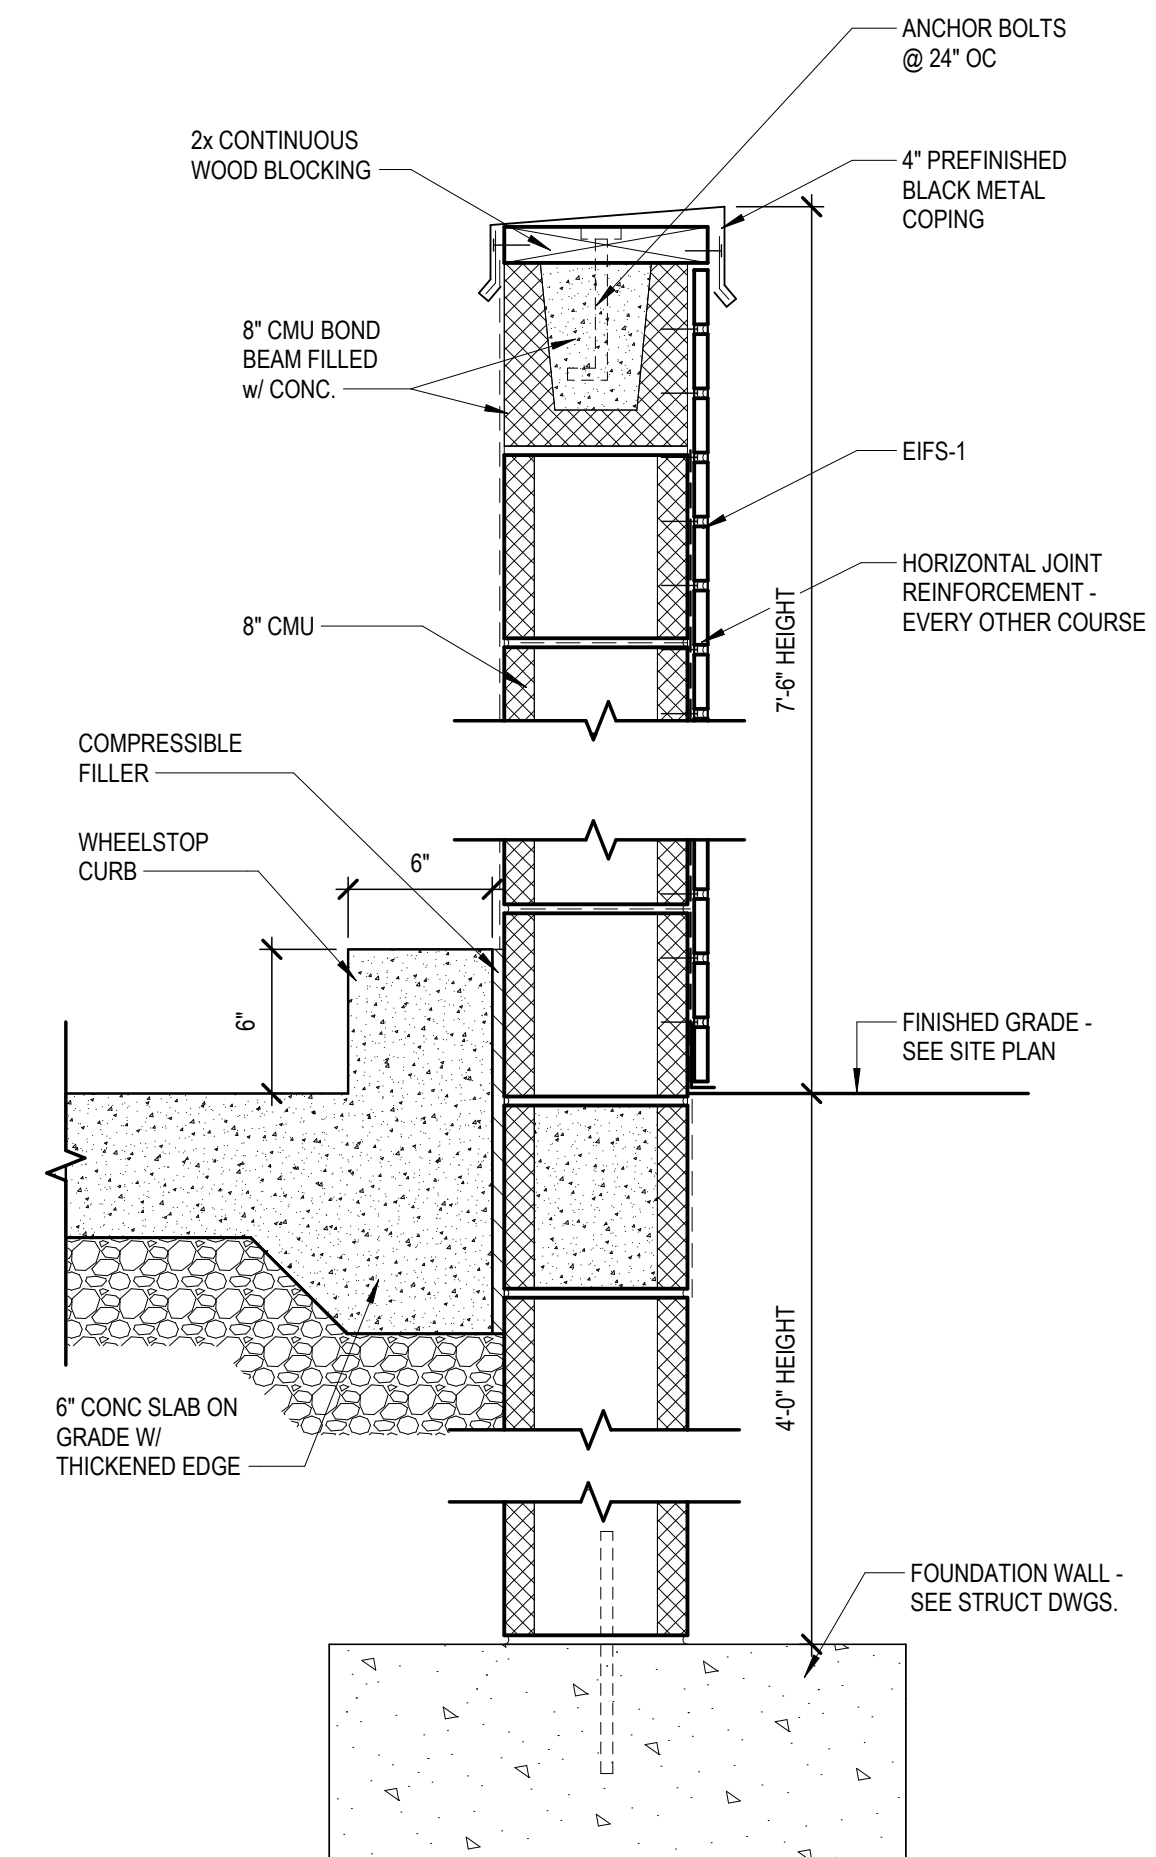 ANCHOR BOLTS
@ 24" OC
2x CONTINUOUS
WOOD BLOCKING
4" PREFINISHED
BLACK METAL
COPING
8" CMU BOND
BEAM FILLED
w/ CONC.
EIFS-1
HORIZONTAL JOINT
REINFORCEMENT -
EVERY OTHER COURSE
8" CMU
7'-6" HEIGHT
COMPRESSIBLE
FILLER
WHEELSTOP
CURB
6"
6"
FINISHED GRADE -
SEE SITE PLAN
4'-0" HEIGHT
6" CONC SLAB ON
GRADE W/
THICKENED EDGE
FOUNDATION WALL -
SEE STRUCT DWGS.